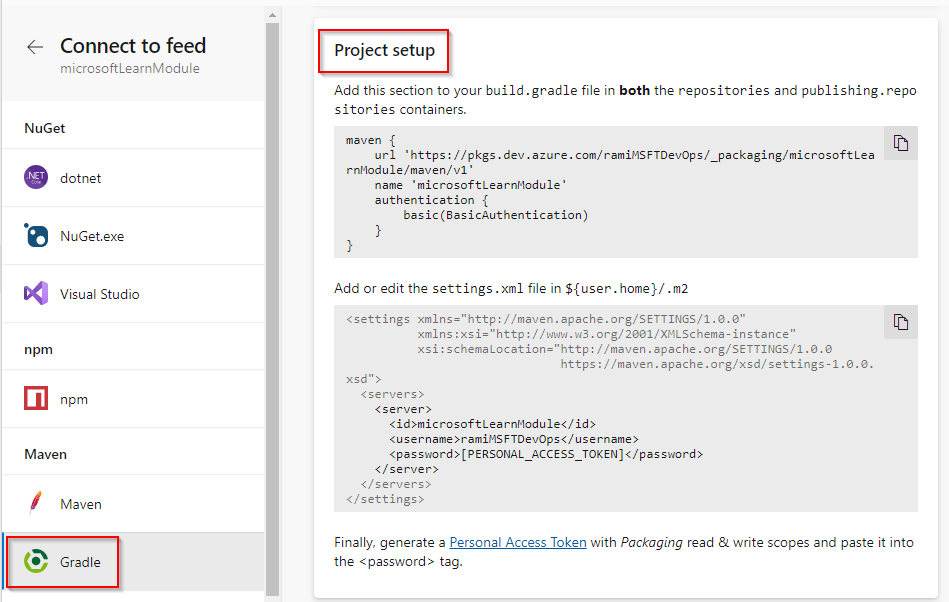 Connect to feed
microsoftLearnModule
NuGet
.NET
Core
dotnet
NuGet.exe
Visual Studio
npm
npm
Maven
Maven
Gradle
Project setup
Add this section to your build.gradle file in both the repositories and publishing.repo
sitories containers.
maven {
    url 'https://pkgs.dev.azure.com/ramiMSFTDevOps/_packaging/microsoftLea
rnModule/maven/v1'
    name 'microsoftLearnModule'
    authentication {
        basic(BasicAuthentication)
    }
}
Add or edit the settings.xml file in ${user.home}/.m2
<settings xmlns="http://maven.apache.org/SETTINGS/1.0.0"
          xmlns:xsi="http://www.w3.org/2001/XMLSchema-instance"
          xsi:schemaLocation="http://maven.apache.org/SETTINGS/1.0.0
                              https://maven.apache.org/xsd/settings-1.0.0.
xsd">
  <servers>
    <server>
      <id>microsoftLearnModule</id>
      <username>ramiMSFTDevOps</username>
      <password>[PERSONAL_ACCESS_TOKEN]</password>
    </server>
  </servers>
</settings>
Finally, generate a Personal Access Token with Packaging read & write scopes and paste it into
the <password> tag.